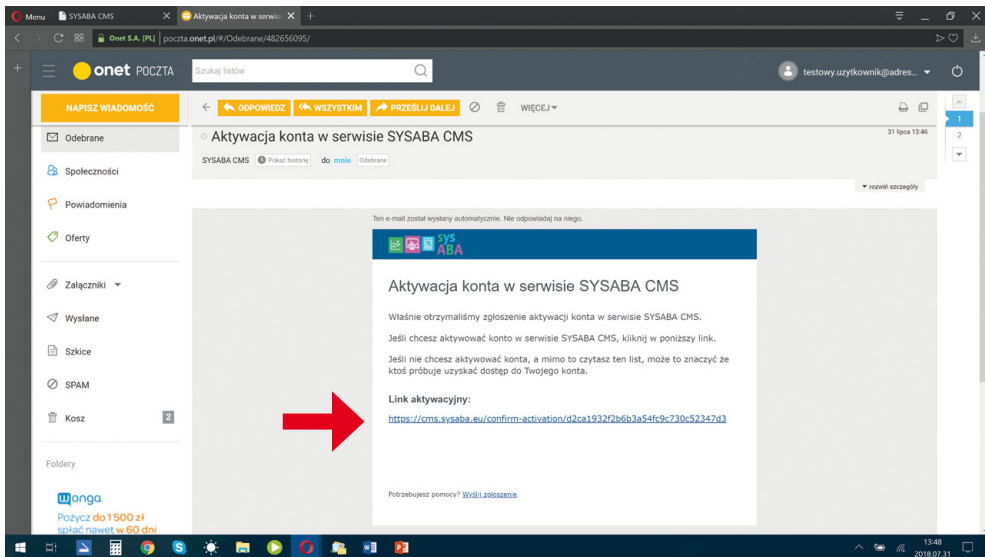 Menu
SYSABA CMS
Aktywacja konta w serwis
Onet S.A. [PL]
poczta.onet.pl/#/Odebrane/482656095/
onet POCZTA
Szukaj listów
testowy.uzytkownik@adres...
NAPISZ WIADOMOŚĆ
ODPOWIEDZ
WSZYSTKIM
PRZEŚLIJ DALEJ
WIĘCEJ
1
2
Odebrane
Społeczności
Powiadomienia
Oferty
Załączniki
Wysłane
Szkice
SPAM
Kosz
2
Foldery
wonga
Pożycz do 1500 zł
spłać nawet w 60 dni
Aktywacja konta w serwisie SYSABA CMS
31 lipca 13:46
SYSABA CMS Pokaż historię do mnie Odebrane
rozwiń szczegóły
Ten e-mail został wysłany automatycznie. Nie odpowiadaj na niego.
sys
ABA
Aktywacja konta w serwisie SYSABA CMS
Właśnie otrzymaliśmy zgłoszenie aktywacji konta w serwisie SYSABA CMS.
Jeśli chcesz aktywować konto w serwisie SYSABA CMS, kliknij w poniższy link.
Jeśli nie chcesz aktywować konta, a mimo to czytasz ten list, może to znaczyć że
ktoś próbuje uzyskać dostęp do Twojego konta.
Link aktywacyjny:
https://cms.sysaba.eu/confirm-activation/d2ca1932f2b6b3a54fc9c730c52347d3
Potrzebujesz pomocy? Wyślij zgłoszenie.
13:48
2018.07.31